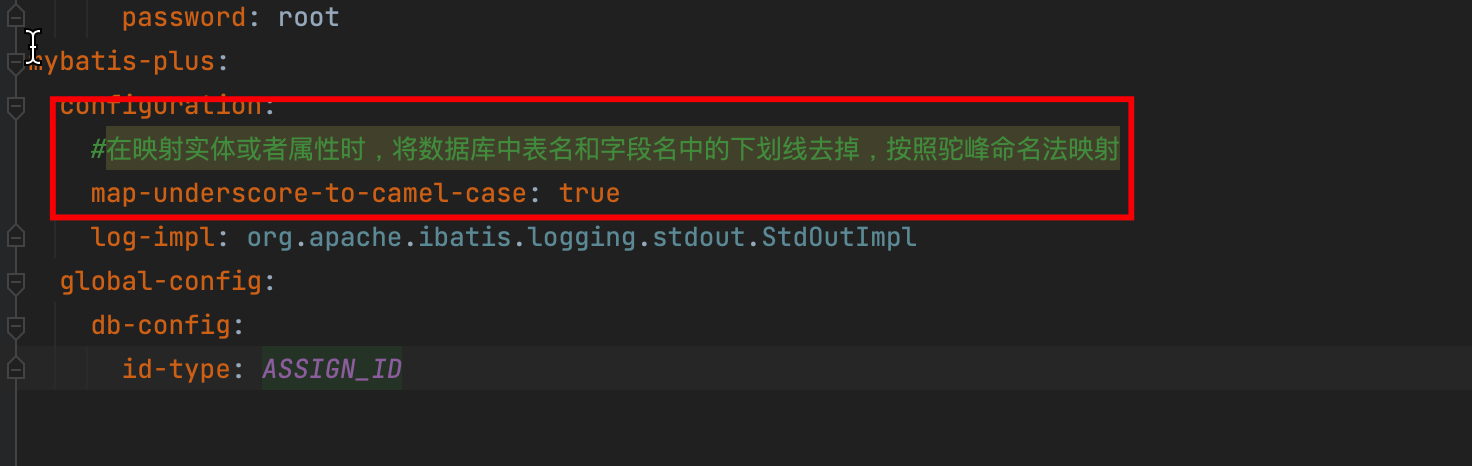 password: root
mybatis-plus:
configuration:
#在映射实体或者属性时，将数据库中表名和字段名中的下划线去掉，按照驼峰命名法映射
map-underscore-to-camel-case: true
log-impl: org.apache.ibatis.logging.stdout.StdOutImpl
global-config:
db-config:
id-type: ASSIGN_ID